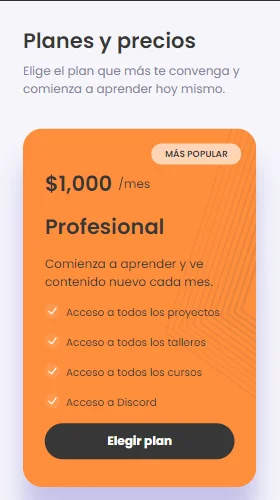 Planes y precios
Elige el plan que más te convenga y
comienza a aprender hoy mismo.
MÁS POPULAR
$1,000 /mes
Profesional
Comienza a aprender y ve
contenido nuevo cada mes.
Acceso a todos los proyectos
Acceso a todos los talleres
Acceso a todos los cursos
Acceso a Discord
Elegir plan